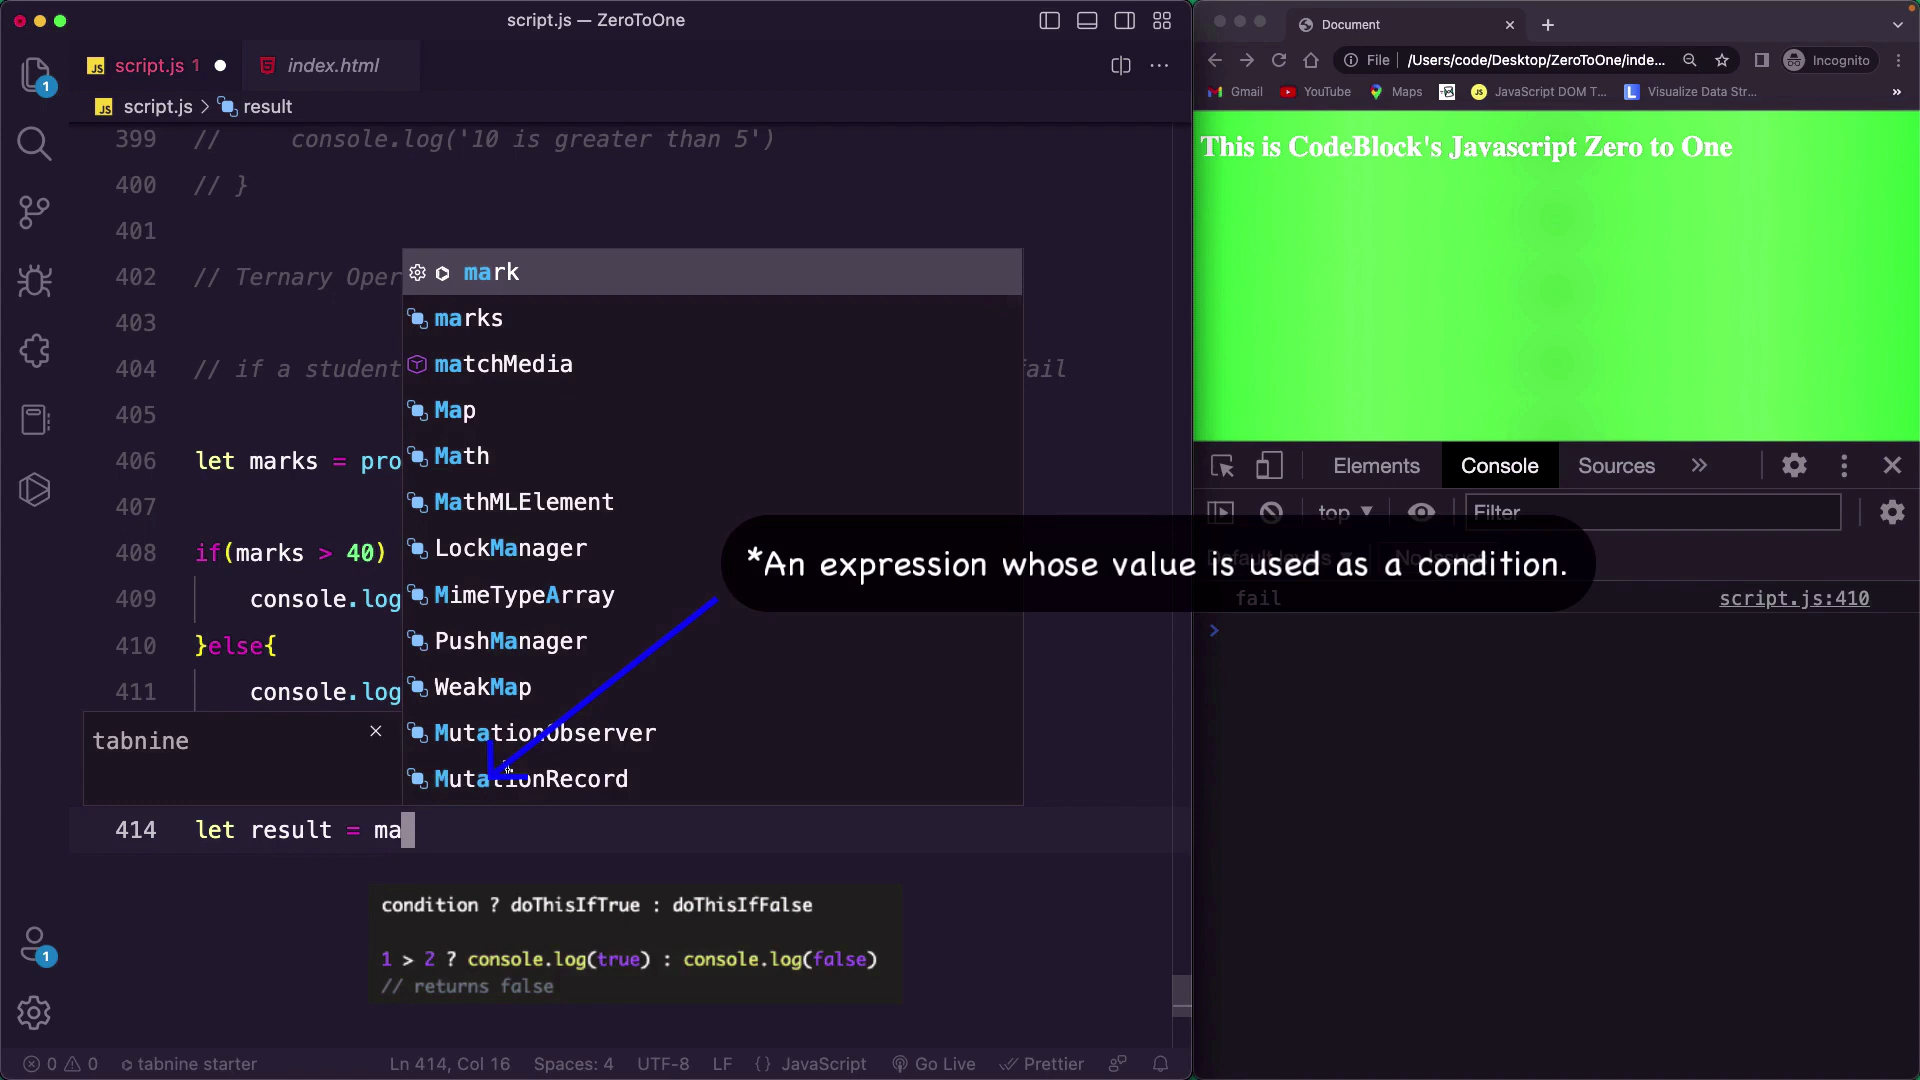 script.js — ZeroToOne
script.js 1
index.html
script.js > result
399 //     console.log('10 is greater than 5')
400 // }
401
402 // Ternary Oper
403
404 // if a student
ail
405
406 let marks = pro
407
408 if(marks > 40)
409 console.log
410 }else{
411 console.log
mark
marks
matchMedia
Map
Math
MathMLElement
LockManager
MimeTypeArray
PushManager
WeakMap
MutationObserver
MutationRecord
tabnine
414 let result = ma
*An expression whose value is used as a condition.
condition ? doThisIfTrue : doThisIfFalse
1 > 2 ? console.log(true) : console.log(false)
// returns false
1
1
0 0 tabnine starter Ln 414, Col 16 Spaces: 4 UTF-8 LF {} JavaScript Go Live Prettier
Document
File /Users/code/Desktop/ZeroToOne/inde... Incognito
Gmail YouTube Maps JavaScript DOM T... Visualize Data Str... »
This is CodeBlock's Javascript Zero to One
Elements Console Sources »
top Filter
Default levels No Issues
fail script.js:410
>